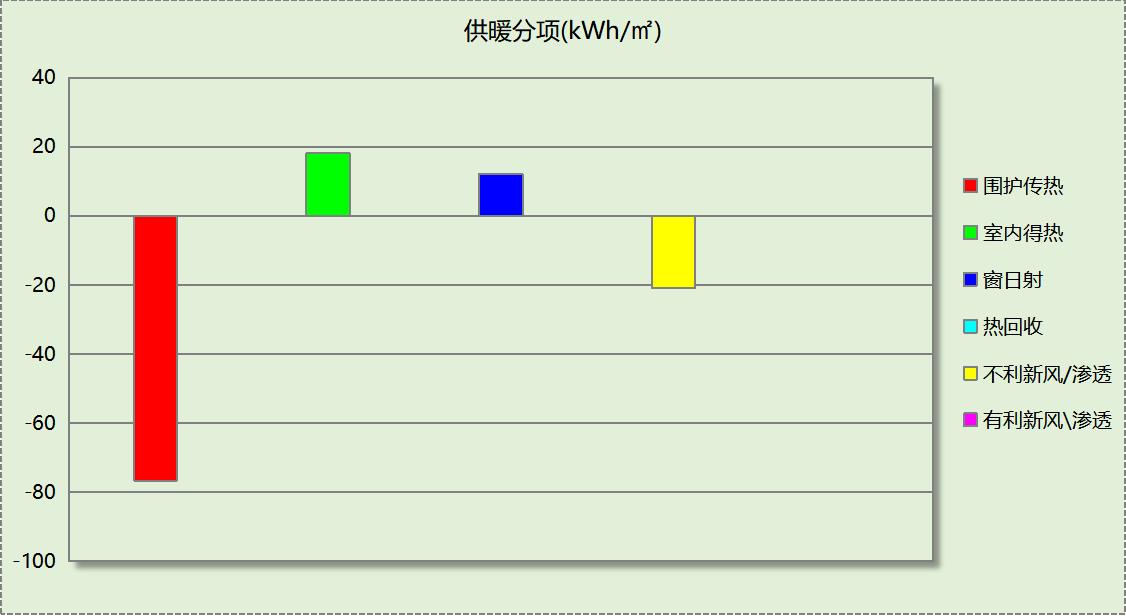 供暖分项(kWh/㎡)
40
20
0
-20
-40
-60
-80
-100
围护传热
室内得热
窗日射
热回收
不利新风/渗透
有利新风\渗透